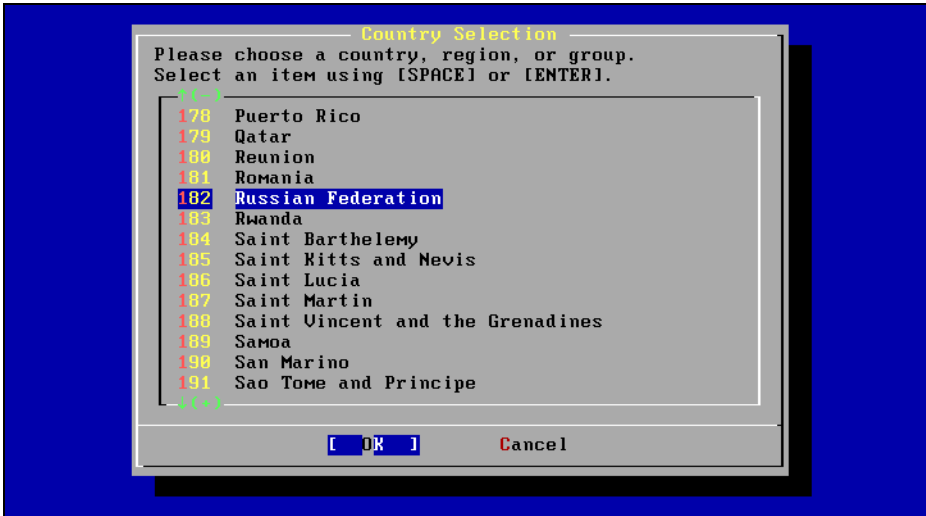 Country Selection
Please choose a country, region, or group.
Select an item using [SPACE] or [ENTER].
↑(-)
178 Puerto Rico
179 Qatar
180 Reunion
181 Romania
182 Russian Federation
183 Rwanda
184 Saint Barthelemy
185 Saint Kitts and Nevis
186 Saint Lucia
187 Saint Martin
188 Saint Vincent and the Grenadines
189 Samoa
190 San Marino
191 Sao Tome and Principe
↓(+)
[ OK ] Cancel